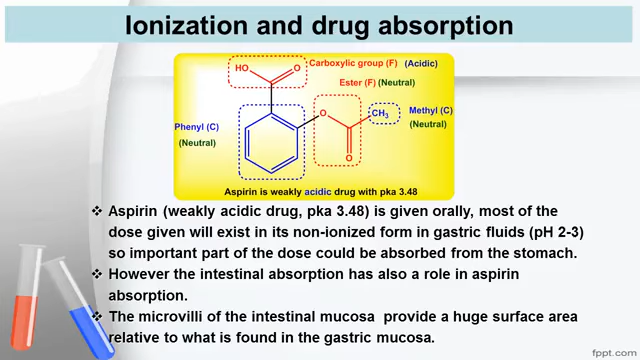 Ionization and drug absorption
HO
O
Carboxylic group (F) (Acidic)
Ester (F) (Neutral)
O
CH3
Methyl (C)
(Neutral)
Phenyl (C)
(Neutral)
O
Aspirin is weakly acidic drug with pka 3.48
❖ Aspirin (weakly acidic drug, pka 3.48) is given orally, most of the
dose given will exist in its non-ionized form in gastric fluids (pH 2-3)
so important part of the dose could be absorbed from the stomach.
❖ However the intestinal absorption has also a role in aspirin
absorption.
❖ The microvilli of the intestinal mucosa provide a huge surface area
relative to what is found in the gastric mucosa.
fppt.com